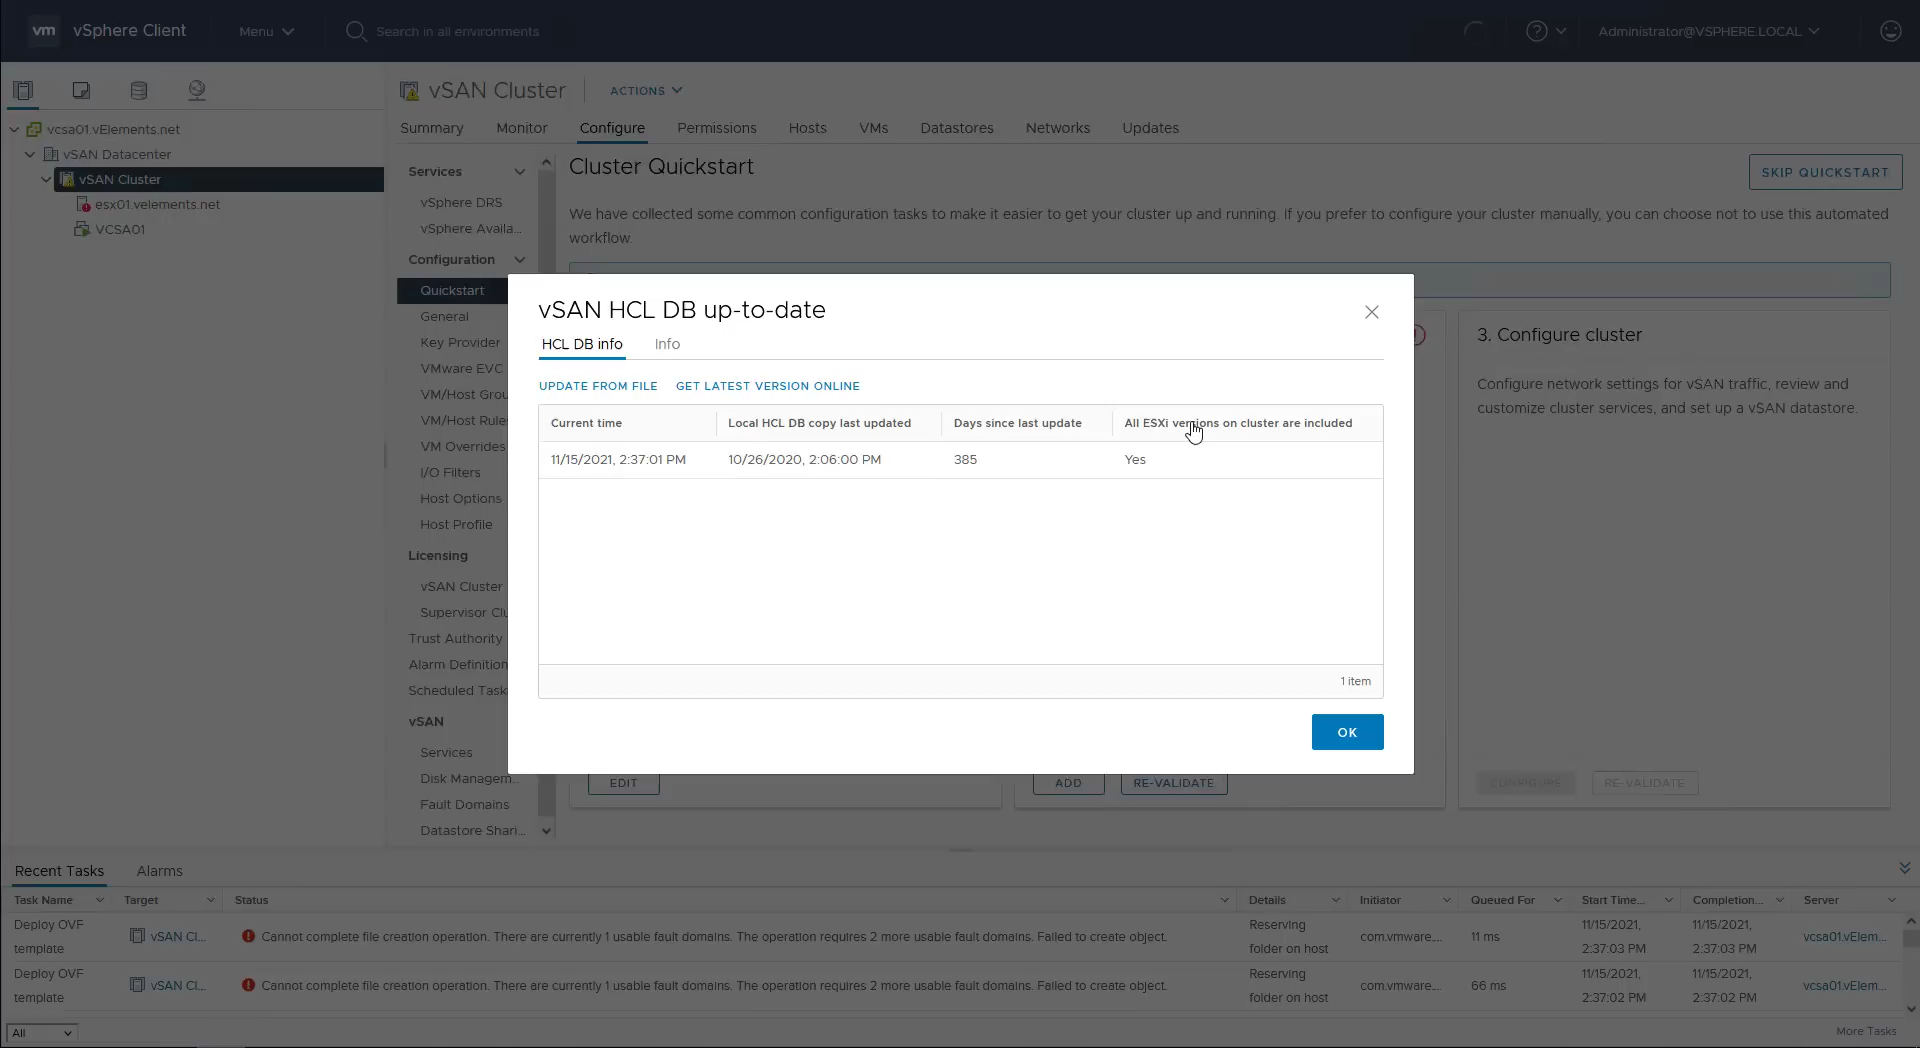 vm vSphere Client Menu Search in all environments Administrator@VSPHERE.LOCAL
vcsa01.vElements.net
vSAN Datacenter
vSAN Cluster
esx01.velements.net
VCSA01
vSAN Cluster ACTIONS
Summary Monitor Configure Permissions Hosts VMs Datastores Networks Updates
Services
vSphere DRS
vSphere Availa...
Configuration
Quickstart
General
Key Provider
VMware EVC
VM/Host Grou
VM/Host Rule
VM Overrides
I/O Filters
Host Options
Host Profile
Licensing
vSAN Cluster
Supervisor Clu
Trust Authority
Alarm Definition
Scheduled Task
vSAN
Services
Disk Managem...
Fault Domains
Datastore Shari...
Cluster Quickstart
SKIP QUICKSTART
We have collected some common configuration tasks to make it easier to get your cluster up and running. If you prefer to configure your cluster manually, you can choose not to use this automated
workflow.
vSAN HCL DB up-to-date
HCL DB info Info
UPDATE FROM FILE GET LATEST VERSION ONLINE
Current time Local HCL DB copy last updated Days since last update All ESXi versions on cluster are included
11/15/2021, 2:37:01 PM 10/26/2020, 2:06:00 PM 385 Yes
1 item
OK
3. Configure cluster
Configure network settings for vSAN traffic, review and
customize cluster services, and set up a vSAN datastore.
EDIT ADD RE-VALIDATE CONFIGURE RE-VALIDATE
Recent Tasks Alarms
Task Name Target Status Details Initiator Queued For Start Time... Completion... Server
Deploy OVF
template
vSAN Cl...
Cannot complete file creation operation. There are currently 1 usable fault domains. The operation requires 2 more usable fault domains. Failed to create object.
Reserving
folder on host
com.vmware....
11 ms
11/15/2021,
2:37:03 PM
11/15/2021,
2:37:03 PM
vcsa01.vElem...
Deploy OVF
template
vSAN Cl...
Cannot complete file creation operation. There are currently 1 usable fault domains. The operation requires 2 more usable fault domains. Failed to create object.
Reserving
folder on host
com.vmware....
66 ms
11/15/2021,
2:37:02 PM
11/15/2021,
2:37:02 PM
vcsa01.vElem...
All
More Tasks